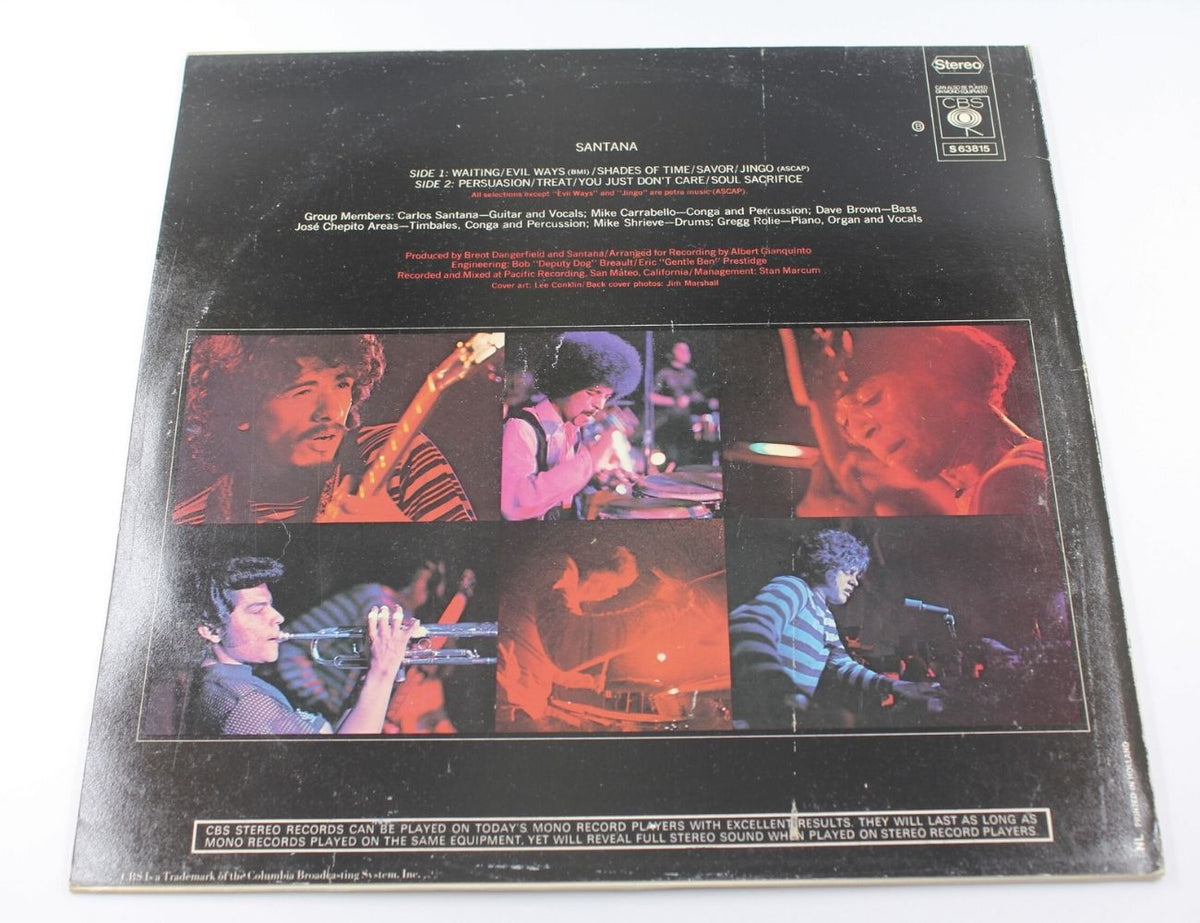 Stereo
CAN ALSO BE PLAYED
ON MONO EQUIPMENT
CBS
S 63815
SANTANA
SIDE 1: WAITING/EVIL WAYS (BMI)/SHADES OF TIME/SAVOR/JINGO (ASCAP)
SIDE 2: PERSUASION/TREAT/YOU JUST DON'T CARE/SOUL SACRIFICE
All selections except "Evil Ways" and "Jingo" are petra music (ASCAP).
Group Members: Carlos Santana—Guitar and Vocals; Mike Carrabello—Conga and Percussion; Dave Brown—Bass
José Chepito Areas—Timbales, Conga and Percussion; Mike Shrieve—Drums; Gregg Rolie—Piano, Organ and Vocals
Produced by Brent Dangerfield and Santana/Arranged for Recording by Albert Gianquinto
Engineering: Bob "Deputy Dog" Breault/Eric "Gentle Ben" Prestidge
Recorded and Mixed at Pacific Recording, San Mateo, California/Management: Stan Marcum
Cover art: Lee Conklin/Back cover photos: Jim Marshall
CBS STEREO RECORDS CAN BE PLAYED ON TODAY'S MONO RECORD PLAYERS WITH EXCELLENT RESULTS. THEY WILL LAST AS LONG AS
MONO RECORDS PLAYED ON THE SAME EQUIPMENT, YET WILL REVEAL FULL STEREO SOUND WHEN PLAYED ON STEREO RECORD PLAYERS.
CBS Is a Trademark of the Columbia Broadcasting System, Inc.
NL PRINTED IN HOLLAND